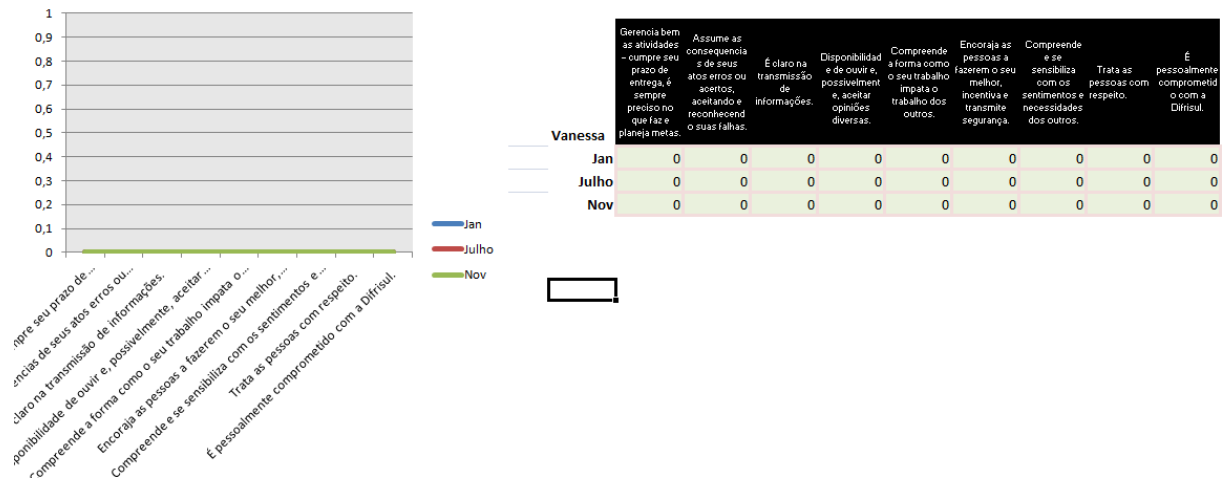 1
0,9
0,8
0,7
0,6
0,5
0,4
0,3
0,2
0,1
0
mpre seu prazo de...
encias de seus atos erros ou...
claro na transmissão de informações.
ponibilidade de ouvir e, possivelmente, aceitar...
Compreende a forma como o seu trabalho impata o...
Encoraja as pessoas a fazerem o seu melhor,...
Compreende e se sensibiliza com os sentimentos e...
Trata as pessoas com respeito.
É pessoalmente comprometido com a Difrisul.
Jan
Julho
Nov
Vanessa
Gerencia bem
as atividades
– cumpre seu
prazo de
entrega, é
sempre
preciso no
que faz e
planeja metas.
Assume as
consequencia
s de seus
atos erros ou
acertos,
aceitando e
reconhecend
o suas falhas.
É claro na
transmissão
de
informações.
Disponibilidad
e de ouvir e,
possivelment
e, aceitar
opiniões
diversas.
Compreende
a forma como
o seu trabalho
impata o
trabalho dos
outros.
Encoraja as
pessoas a
fazerem o seu
melhor,
incentiva e
transmite
segurança.
Compreende
e se
sensibiliza
com os
sentimentos e
necessidades
dos outros.
Trata as
pessoas com
respeito.
É
pessoalmente
comprometid
o com a
Difrisul.
Jan 0 0 0 0 0 0 0 0 0
Julho 0 0 0 0 0 0 0 0 0
Nov 0 0 0 0 0 0 0 0 0